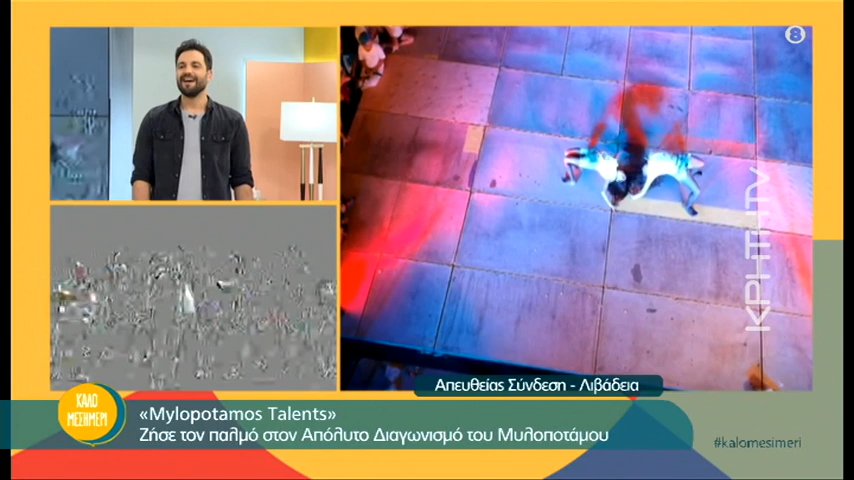 8
ΚΡΗΤΗ TV
Απευθείας Σύνδεση - Λιβάδεια
ΚΑΛΟ
ΜΕΣΗΜΕΡΙ
«Mylopotamos Talents»
Ζήσε τον παλμό στον Απόλυτο Διαγωνισμό του Μυλοποτάμου
#kalomesimeri